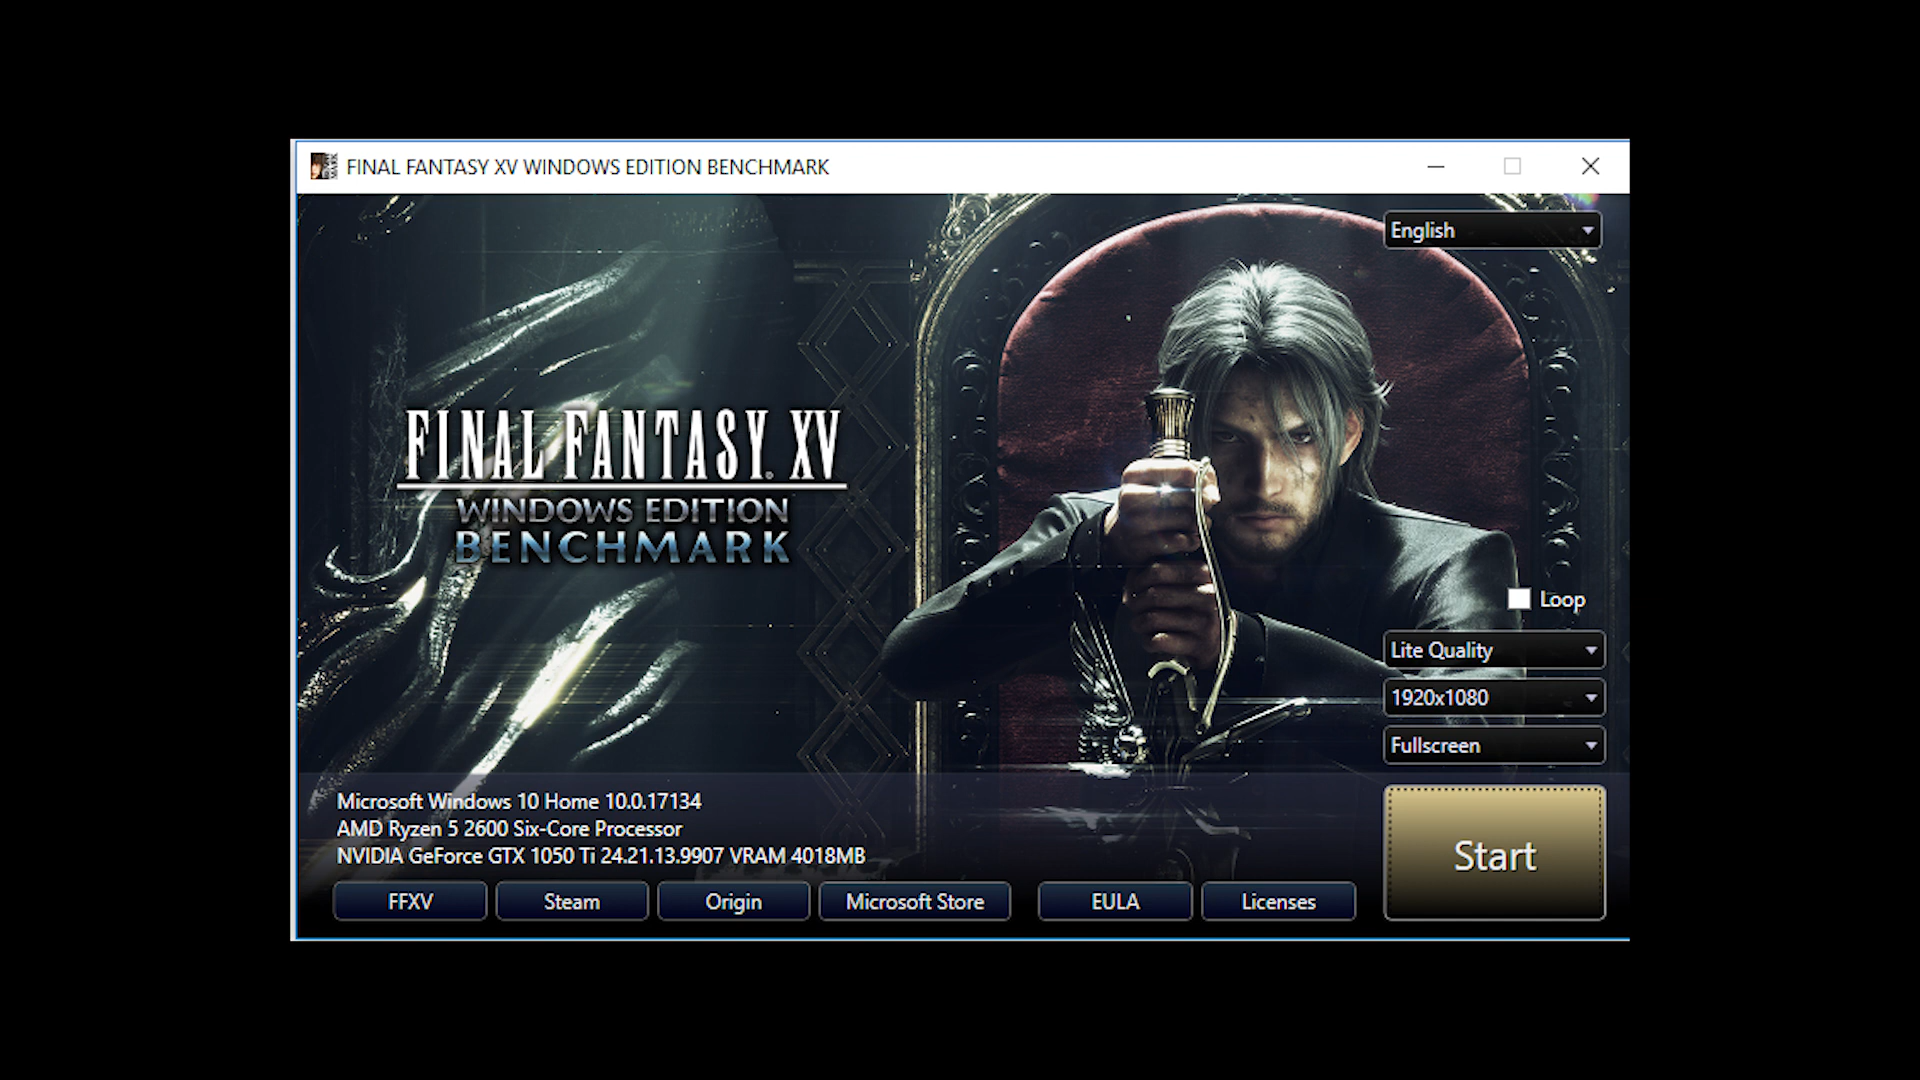 FINAL FANTASY XV WINDOWS EDITION BENCHMARK
English
FINAL FANTASY XV
WINDOWS EDITION
BENCHMARK
Loop
Lite Quality
1920x1080
Fullscreen
Microsoft Windows 10 Home 10.0.17134
AMD Ryzen 5 2600 Six-Core Processor
NVIDIA GeForce GTX 1050 Ti 24.21.13.9907 VRAM 4018MB
Start
FFXV Steam Origin Microsoft Store EULA Licenses